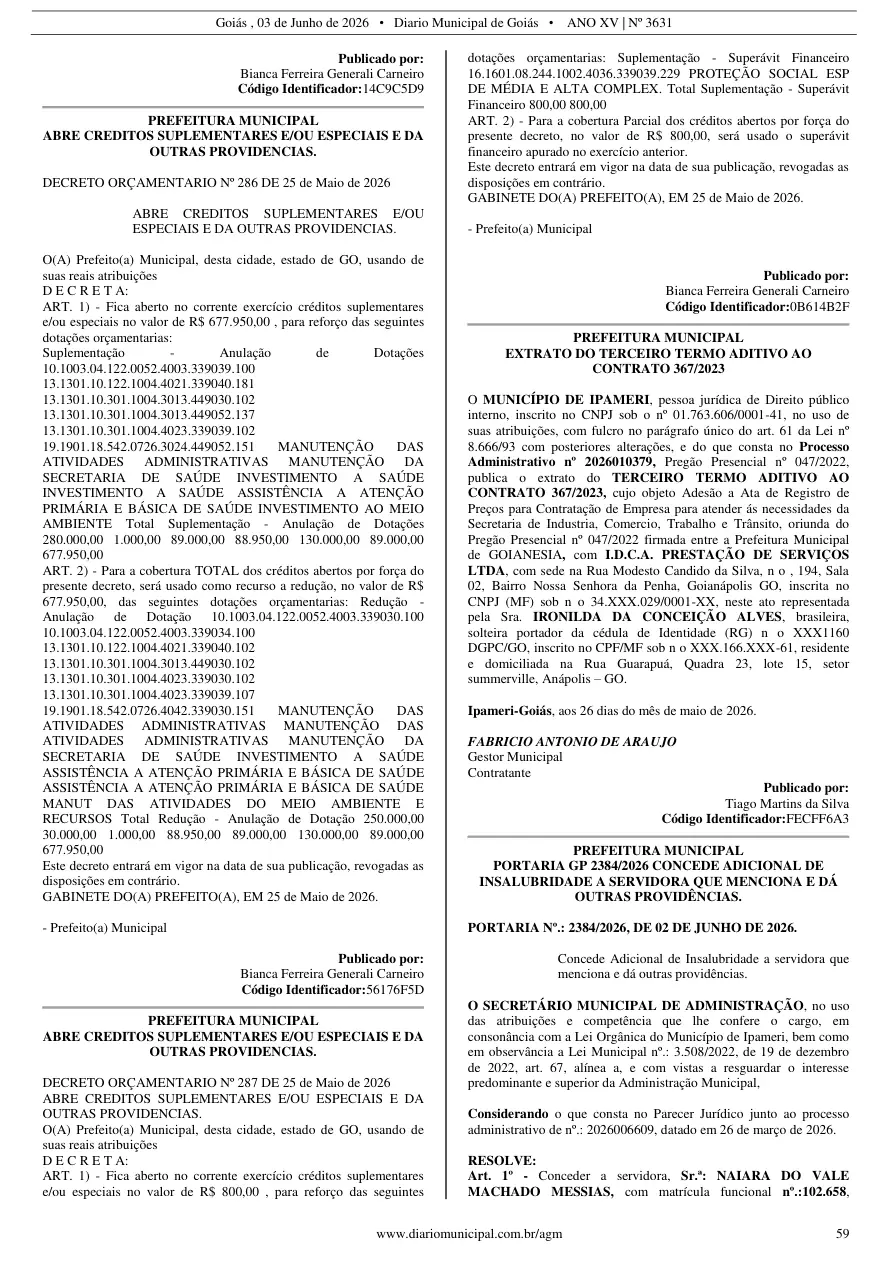 Goiás , 03 de Junho de 2026 • Diario Municipal de Goiás • ANO XV | Nº 3631
Publicado por:
Bianca Ferreira Generali Carneiro
Código Identificador:14C9C5D9
PREFEITURA MUNICIPAL
ABRE CREDITOS SUPLEMENTARES E/OU ESPECIAIS E DA
OUTRAS PROVIDENCIAS.
DECRETO ORÇAMENTARIO Nº 286 DE 25 de Maio de 2026
ABRE CREDITOS SUPLEMENTARES E/OU
ESPECIAIS E DA OUTRAS PROVIDENCIAS.
O(A) Prefeito(a) Municipal, desta cidade, estado de GO, usando de
suas reais atribuições
D E C R E T A:
ART. 1) - Fica aberto no corrente exercício créditos suplementares
e/ou especiais no valor de R$ 677.950,00 , para reforço das seguintes
dotações orçamentarias:
Suplementação - Anulação de Dotações
10.1003.04.122.0052.4003.339039.100
13.1301.10.122.1004.4021.339040.181
13.1301.10.301.1004.3013.449030.102
13.1301.10.301.1004.3013.449052.137
13.1301.10.301.1004.4023.339039.102
19.1901.18.542.0726.3024.449052.151 MANUTENÇÃO DAS
ATIVIDADES ADMINISTRATIVAS MANUTENÇÃO DA
SECRETARIA DE SAÚDE INVESTIMENTO A SAÚDE
INVESTIMENTO A SAÚDE ASSISTÊNCIA A ATENÇÃO
PRIMÁRIA E BÁSICA DE SAÚDE INVESTIMENTO AO MEIO
AMBIENTE Total Suplementação - Anulação de Dotações
280.000,00 1.000,00 89.000,00 88.950,00 130.000,00 89.000,00
677.950,00
ART. 2) - Para a cobertura TOTAL dos créditos abertos por força do
presente decreto, será usado como recurso a redução, no valor de R$
677.950,00, das seguintes dotações orçamentarias: Redução -
Anulação de Dotação 10.1003.04.122.0052.4003.339030.100
10.1003.04.122.0052.4003.339034.100
13.1301.10.122.1004.4021.339040.102
13.1301.10.301.1004.3013.449030.102
13.1301.10.301.1004.4023.339030.102
13.1301.10.301.1004.4023.339039.107
19.1901.18.542.0726.4042.339030.151 MANUTENÇÃO DAS
ATIVIDADES ADMINISTRATIVAS MANUTENÇÃO DAS
ATIVIDADES ADMINISTRATIVAS MANUTENÇÃO DA
SECRETARIA DE SAÚDE INVESTIMENTO A SAÚDE
ASSISTÊNCIA A ATENÇÃO PRIMÁRIA E BÁSICA DE SAÚDE
ASSISTÊNCIA A ATENÇÃO PRIMÁRIA E BÁSICA DE SAÚDE
MANUT DAS ATIVIDADES DO MEIO AMBIENTE E
RECURSOS Total Redução - Anulação de Dotação 250.000,00
30.000,00 1.000,00 88.950,00 89.000,00 130.000,00 89.000,00
677.950,00
Este decreto entrará em vigor na data de sua publicação, revogadas as
disposições em contrário.
GABINETE DO(A) PREFEITO(A), EM 25 de Maio de 2026.
- Prefeito(a) Municipal
Publicado por:
Bianca Ferreira Generali Carneiro
Código Identificador:56176F5D
PREFEITURA MUNICIPAL
ABRE CREDITOS SUPLEMENTARES E/OU ESPECIAIS E DA
OUTRAS PROVIDENCIAS.
DECRETO ORÇAMENTARIO Nº 287 DE 25 de Maio de 2026
ABRE CREDITOS SUPLEMENTARES E/OU ESPECIAIS E DA
OUTRAS PROVIDENCIAS.
O(A) Prefeito(a) Municipal, desta cidade, estado de GO, usando de
suas reais atribuições
D E C R E T A:
ART. 1) - Fica aberto no corrente exercício créditos suplementares
e/ou especiais no valor de R$ 800,00 , para reforço das seguintes
dotações orçamentarias: Suplementação - Superávit Financeiro
16.1601.08.244.1002.4036.339039.229 PROTEÇÃO SOCIAL ESP
DE MÉDIA E ALTA COMPLEX. Total Suplementação - Superávit
Financeiro 800,00 800,00
ART. 2) - Para a cobertura Parcial dos créditos abertos por força do
presente decreto, no valor de R$ 800,00, será usado o superávit
financeiro apurado no exercício anterior.
Este decreto entrará em vigor na data de sua publicação, revogadas as
disposições em contrário.
GABINETE DO(A) PREFEITO(A), EM 25 de Maio de 2026.
- Prefeito(a) Municipal
Publicado por:
Bianca Ferreira Generali Carneiro
Código Identificador:0B614B2F
PREFEITURA MUNICIPAL
EXTRATO DO TERCEIRO TERMO ADITIVO AO
CONTRATO 367/2023
O MUNICÍPIO DE IPAMERI, pessoa jurídica de Direito público
interno, inscrito no CNPJ sob o nº 01.763.606/0001-41, no uso de
suas atribuições, com fulcro no parágrafo único do art. 61 da Lei nº
8.666/93 com posteriores alterações, e do que consta no Processo
Administrativo nº 2026010379, Pregão Presencial nº 047/2022,
publica o extrato do TERCEIRO TERMO ADITIVO AO
CONTRATO 367/2023, cujo objeto Adesão a Ata de Registro de
Preços para Contratação de Empresa para atender ás necessidades da
Secretaria de Industria, Comercio, Trabalho e Trânsito, oriunda do
Pregão Presencial nº 047/2022 firmada entre a Prefeitura Municipal
de GOIANESIA, com I.D.C.A. PRESTAÇÃO DE SERVIÇOS
LTDA, com sede na Rua Modesto Candido da Silva, n o , 194, Sala
02, Bairro Nossa Senhora da Penha, Goianápolis GO, inscrita no
CNPJ (MF) sob n o 34.XXX.029/0001-XX, neste ato representada
pela Sra. IRONILDA DA CONCEIÇÃO ALVES, brasileira,
solteira portador da cédula de Identidade (RG) n o XXX1160
DGPC/GO, inscrito no CPF/MF sob n o XXX.166.XXX-61, residente
e domiciliada na Rua Guarapuá, Quadra 23, lote 15, setor
summerville, Anápolis – GO.
Ipameri-Goiás, aos 26 dias do mês de maio de 2026.
FABRICIO ANTONIO DE ARAUJO
Gestor Municipal
Contratante
Publicado por:
Tiago Martins da Silva
Código Identificador:FECFF6A3
PREFEITURA MUNICIPAL
PORTARIA GP 2384/2026 CONCEDE ADICIONAL DE
INSALUBRIDADE A SERVIDORA QUE MENCIONA E DÁ
OUTRAS PROVIDÊNCIAS.
PORTARIA Nº.: 2384/2026, DE 02 DE JUNHO DE 2026.
Concede Adicional de Insalubridade a servidora que
menciona e dá outras providências.
O SECRETÁRIO MUNICIPAL DE ADMINISTRAÇÃO, no uso
das atribuições e competência que lhe confere o cargo, em
consonância com a Lei Orgânica do Município de Ipameri, bem como
em observância a Lei Municipal nº.: 3.508/2022, de 19 de dezembro
de 2022, art. 67, alínea a, e com vistas a resguardar o interesse
predominante e superior da Administração Municipal,
Considerando o que consta no Parecer Jurídico junto ao processo
administrativo de nº.: 2026006609, datado em 26 de março de 2026.
RESOLVE:
Art. 1º - Conceder a servidora, Sr.ª: NAIARA DO VALE
MACHADO MESSIAS, com matrícula funcional nº.:102.658,
www.diariomunicipal.com.br/agm 59